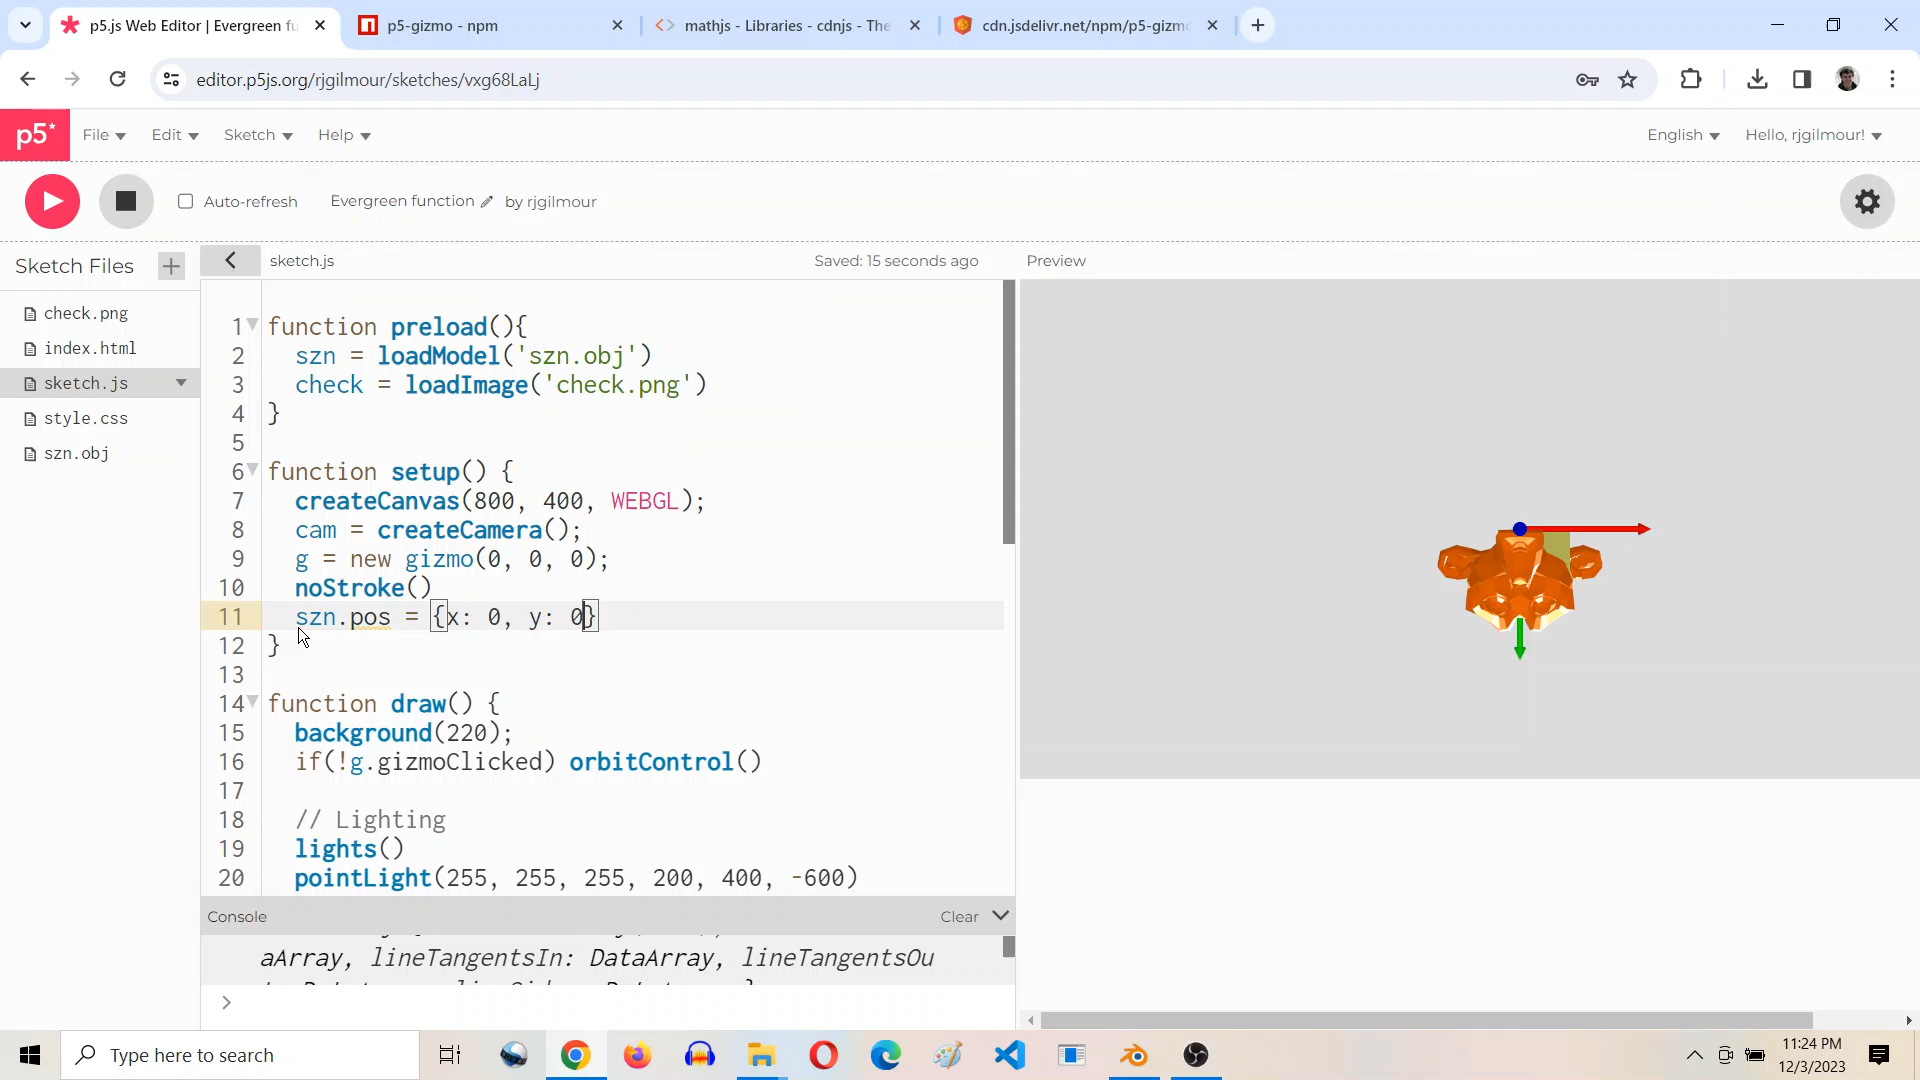 p5.js Web Editor | Evergreen fu
p5-gizmo - npm
mathjs - Libraries - cdnjs - The
cdn.jsdelivr.net/npm/p5-gizmo
editor.p5js.org/rjgilmour/sketches/vxg68LaLj
p5*
File
Edit
Sketch
Help
English
Hello, rjgilmour!
Auto-refresh
Evergreen function
by rjgilmour
Sketch Files
sketch.js
Saved: 15 seconds ago
Preview
check.png
index.html
sketch.js
style.css
szn.obj
1 function preload(){
2 szn = loadModel('szn.obj')
3 check = loadImage('check.png')
4 }
5
6 function setup() {
7 createCanvas(800, 400, WEBGL);
8 cam = createCamera();
9 g = new gizmo(0, 0, 0);
10 noStroke()
11 szn.pos = {x: 0, y: 0}
12 }
13
14 function draw() {
15 background(220);
16 if(!g.gizmoClicked) orbitControl()
17
18 // Lighting
19 lights()
20 pointLight(255, 255, 255, 200, 400, -600)
Console
Clear
aArray, lineTangentsIn: DataArray, lineTangentsOu
>
Type here to search
11:24 PM
12/3/2023